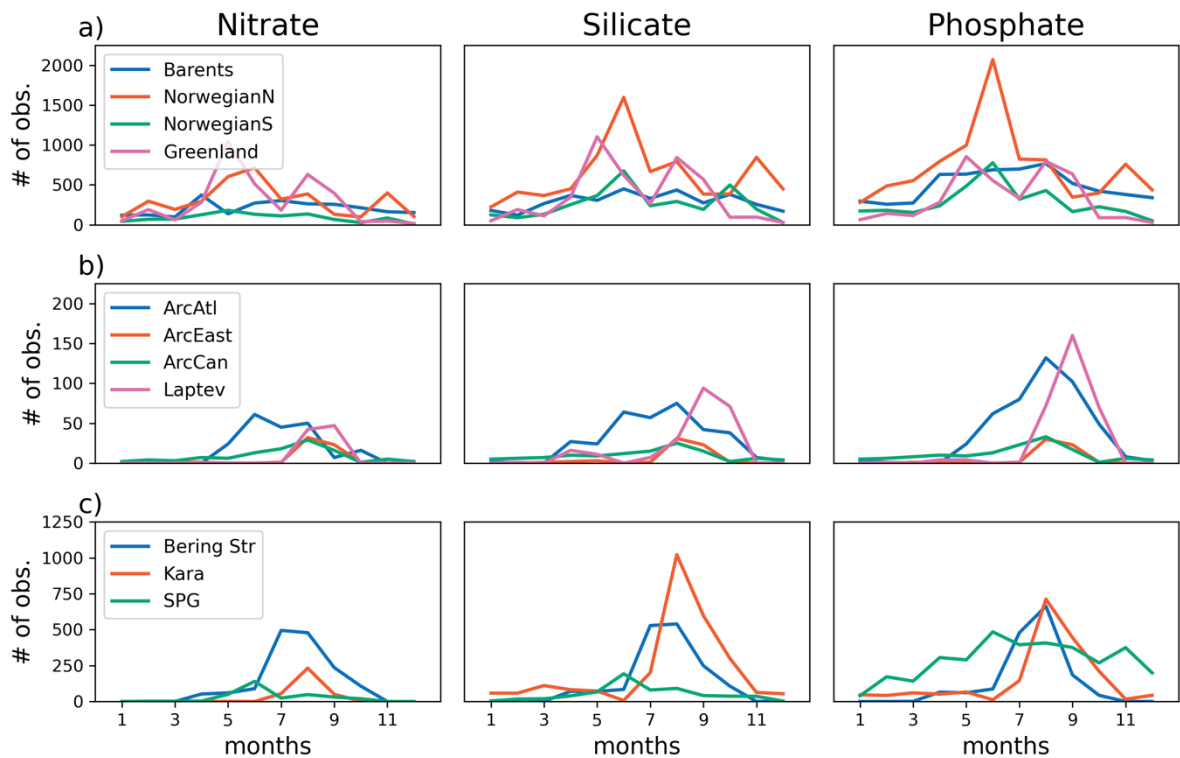 a) Nitrate Silicate Phosphate
# of obs.
2000
1500
1000
500
0
Barents
NorwegianN
NorwegianS
Greenland
b)
# of obs.
200
150
100
50
0
ArcAtl
ArcEast
ArcCan
Laptev
c)
# of obs.
1250
1000
750
500
250
0
Bering Str
Kara
SPG
1 3 5 7 9 11 1 3 5 7 9 11 1 3 5 7 9 11
months months months